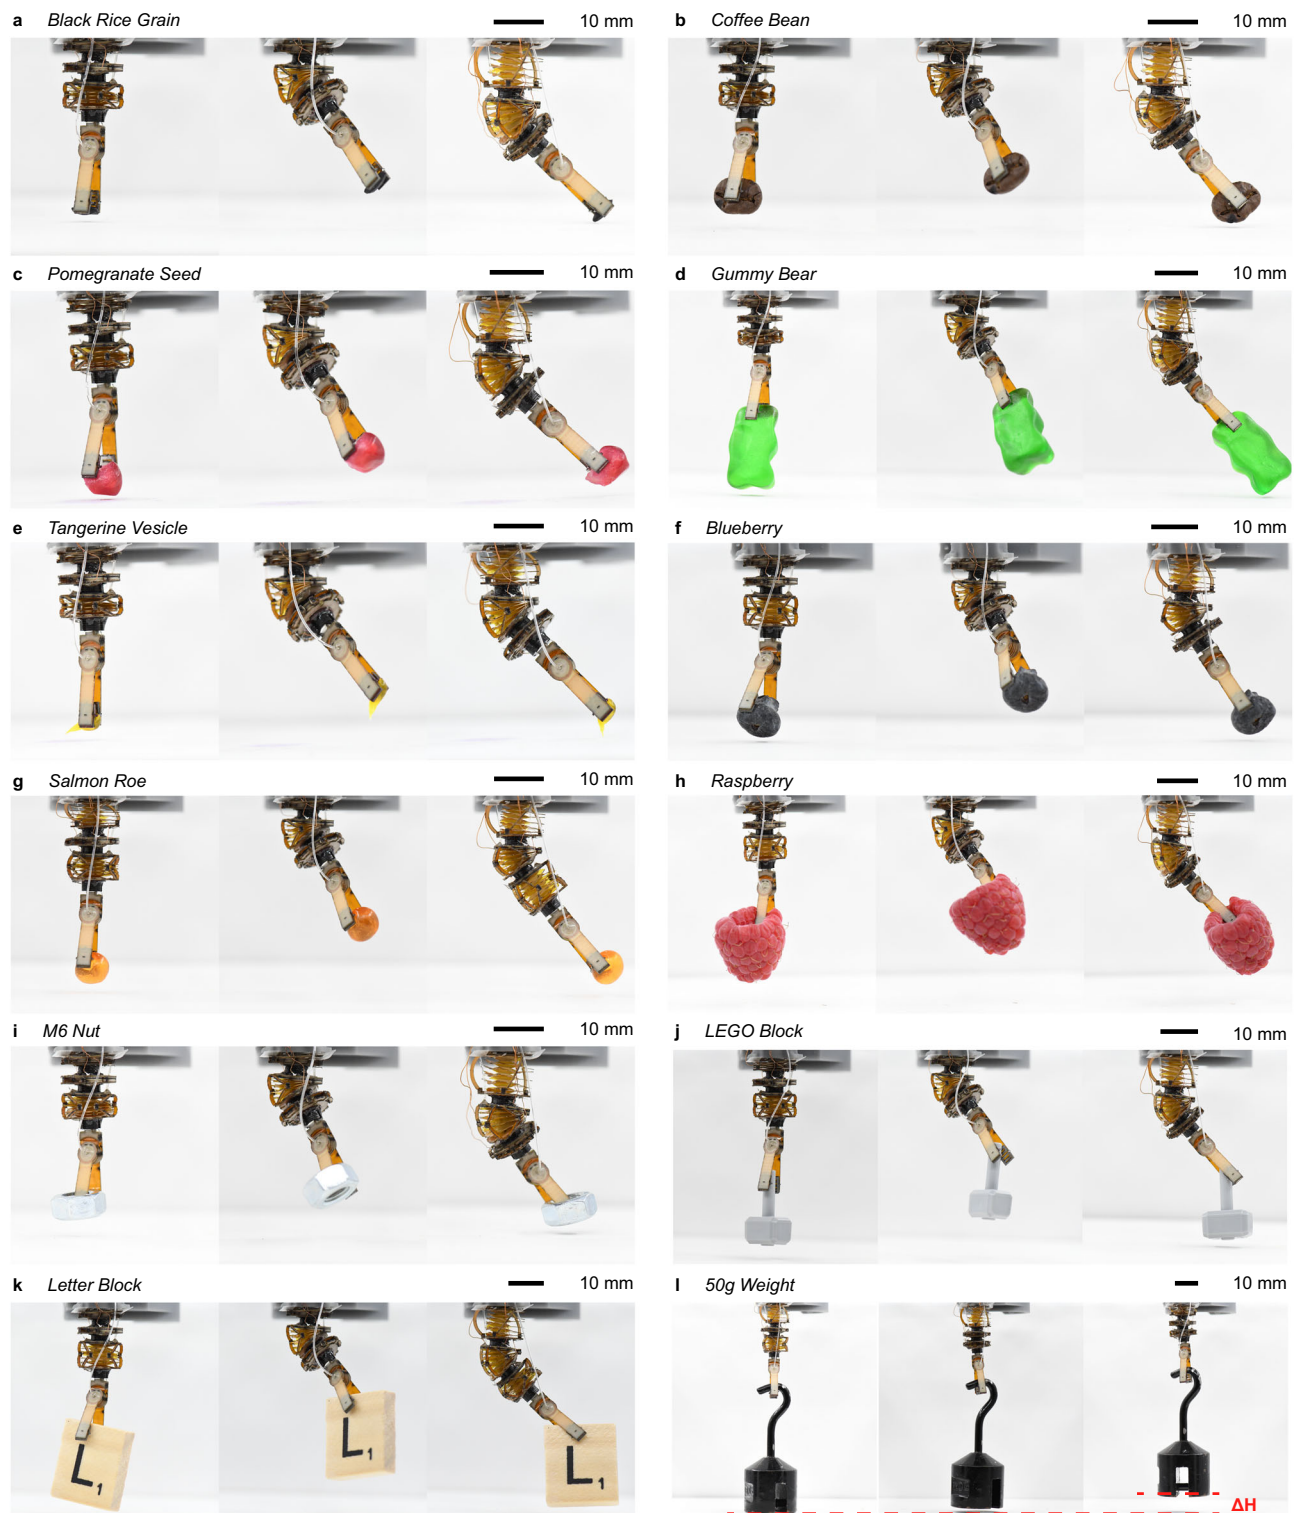 a Black Rice Grain 10 mm
b Coffee Bean 10 mm
c Pomegranate Seed 10 mm
d Gummy Bear 10 mm
e Tangerine Vesicle 10 mm
f Blueberry 10 mm
g Salmon Roe 10 mm
h Raspberry 10 mm
i M6 Nut 10 mm
j LEGO Block 10 mm
k Letter Block 10 mm
l 50g Weight 10 mm
L1 L1 L1
ΔH